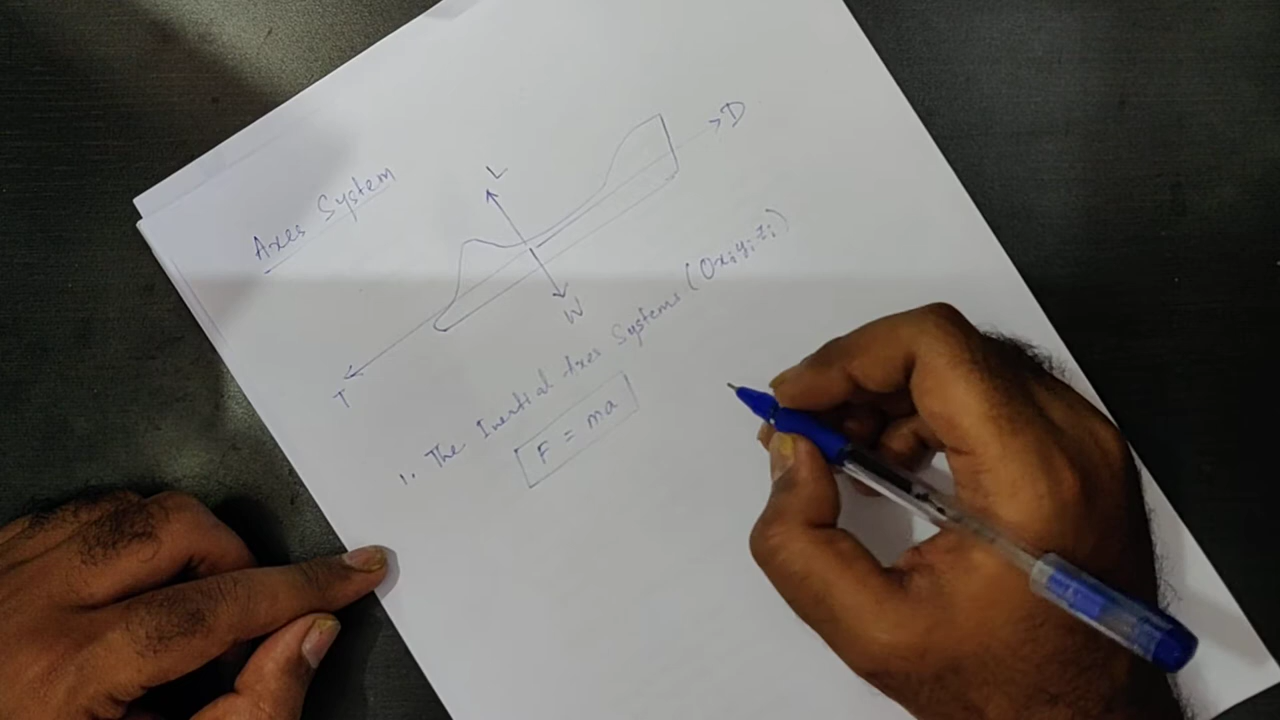 Axes System
L
D
W
T
1. The Inertial Axes Systems (Oxᵢyᵢzᵢ)
F = ma